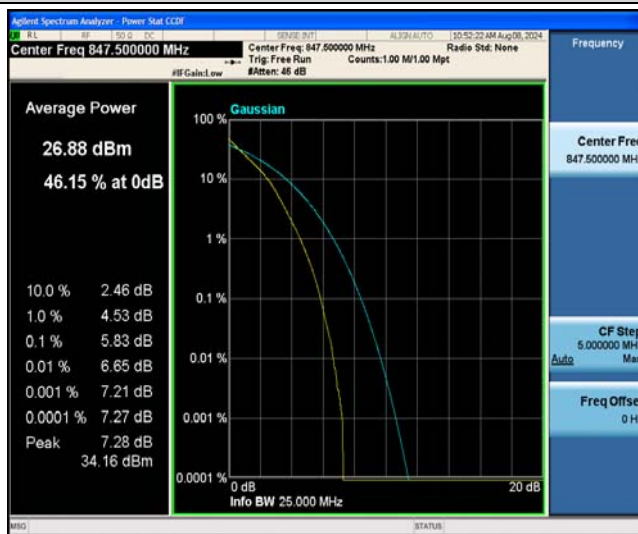 Agilent Spectrum Analyzer - Power Stat CCDF
RL RF 50 Ω DC SENSE:INT ALIGN AUTO 10:52:22 AM Aug 08, 2024
Center Freq 847.500000 MHz
Center Freq: 847.500000 MHz Radio Std: None
Trig: Free Run Counts:1.00 M/1.00 Mpt
#IFGain:Low #Atten: 46 dB
Frequency
Average Power
26.88 dBm
46.15 % at 0dB
10.0 % 2.46 dB
1.0 % 4.53 dB
0.1 % 5.83 dB
0.01 % 6.65 dB
0.001 % 7.21 dB
0.0001 % 7.27 dB
Peak 7.28 dB
34.16 dBm
Gaussian
100 %
10 %
1 %
0.1 %
0.01 %
0.001 %
0.0001 %
0 dB 20 dB
Info BW 25.000 MHz
Center Fre
847.500000 MH
CF Step
5.000000 MH
Auto Ma
Freq Offse
0 H
MSG STATUS